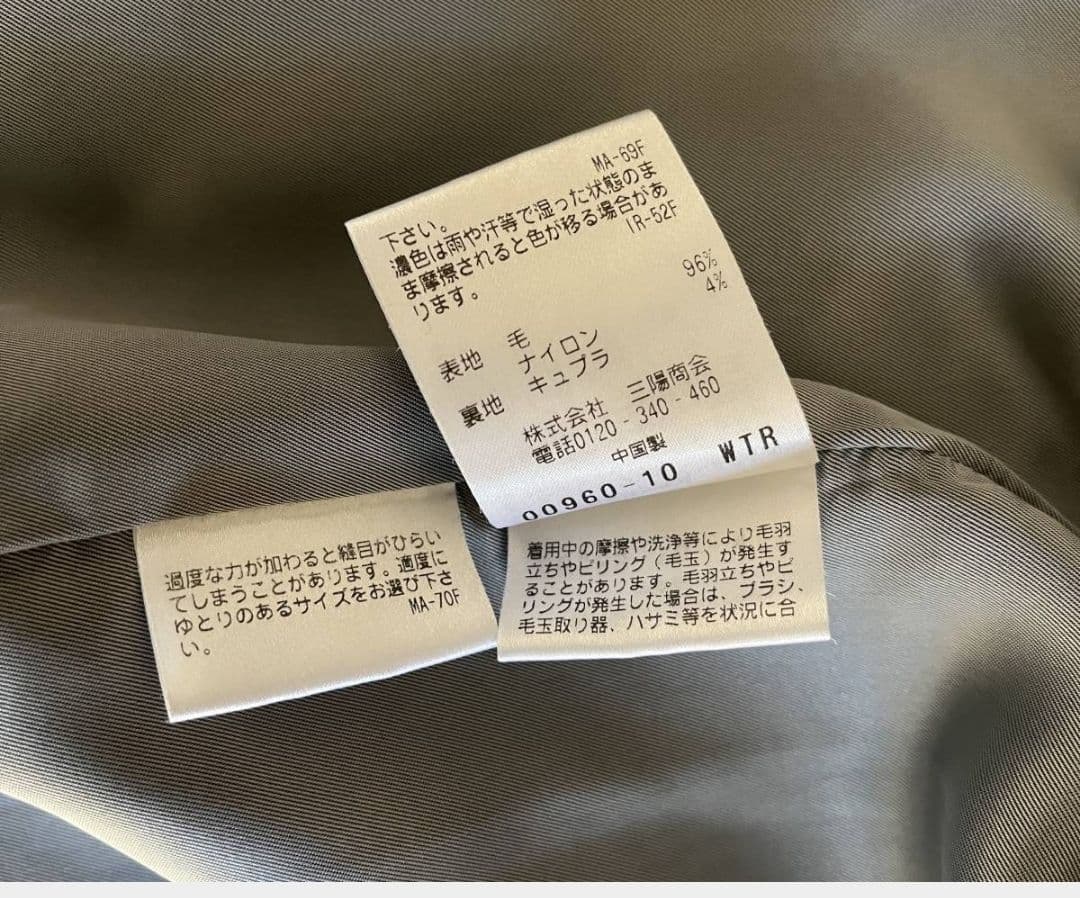 MA-69F
下さい。
濃色は雨や汗等で湿った状態のま
ま摩擦されると色が移る場合があ
ります。
IR-52F
表地 毛 96%
ナイロン 4%
裏地 キュプラ
株式会社 三陽商会
電話0120-340-460
中国製
00960-10 WTR
過度な力が加わると縫目がひらい
てしまうことがあります。適度に
ゆとりのあるサイズをお選び下さ
い。
MA-70F
着用中の摩擦や洗浄等により毛羽
立ちやピリング（毛玉）が発生す
ることがあります。毛羽立ちやピ
リングが発生した場合は、ブラシ、
毛玉取り器、ハサミ等を状況に合